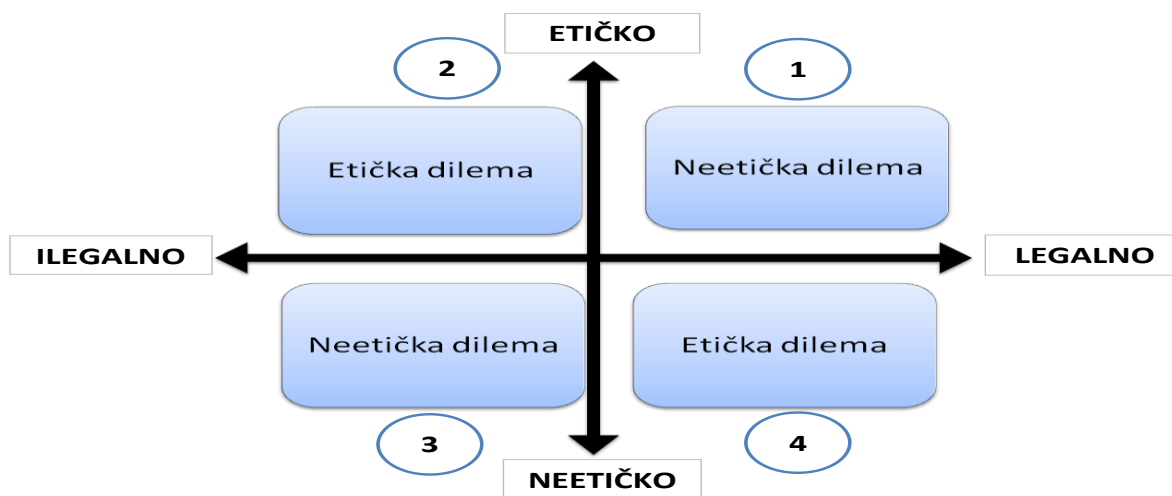 ETIČKO
2
1
Etička dilema
Neetička dilema
ILEGALNO
LEGALNO
Neetička dilema
Etička dilema
3
4
NEETIČKO